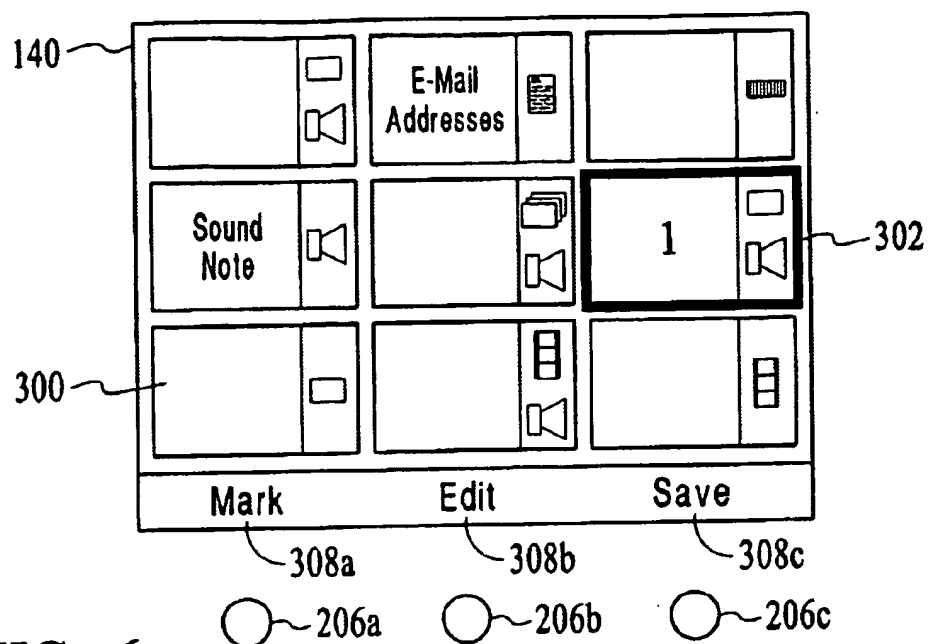 140
E-Mail
Addresses
Sound
Note
1
302
300
Mark Edit Save
308a 308b 308c
206a 206b 206c